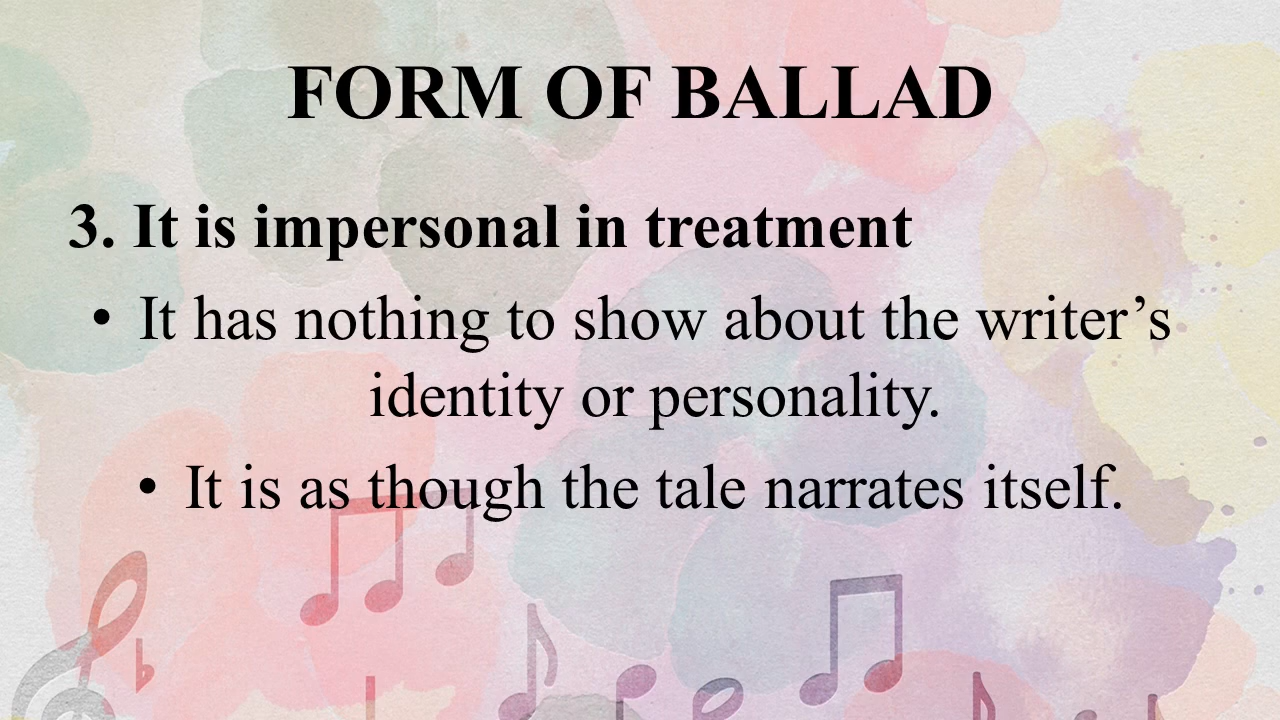 FORM OF BALLAD
3. It is impersonal in treatment
• It has nothing to show about the writer’s
identity or personality.
• It is as though the tale narrates itself.